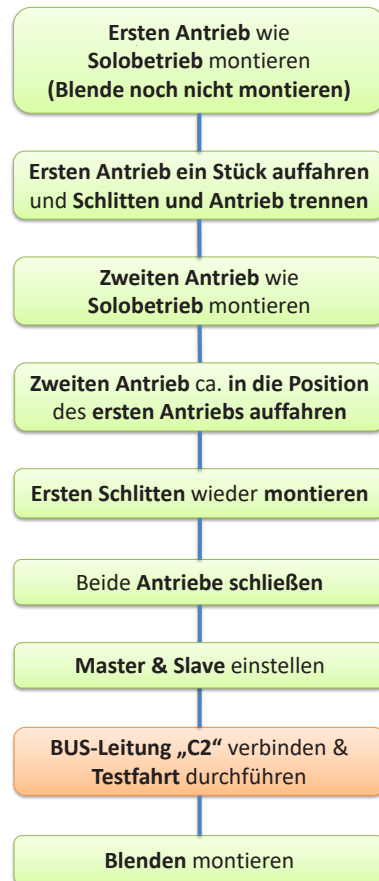 Ersten Antrieb wie
Solobetrieb montieren
(Blende noch nicht montieren)
Ersten Antrieb ein Stück auffahren
und Schlitten und Antrieb trennen
Zweiten Antrieb wie
Solobetrieb montieren
Zweiten Antrieb ca. in die Position
des ersten Antriebs auffahren
Ersten Schlitten wieder montieren
Beide Antriebe schließen
Master & Slave einstellen
BUS-Leitung „C2“ verbinden &
Testfahrt durchführen
Blenden montieren